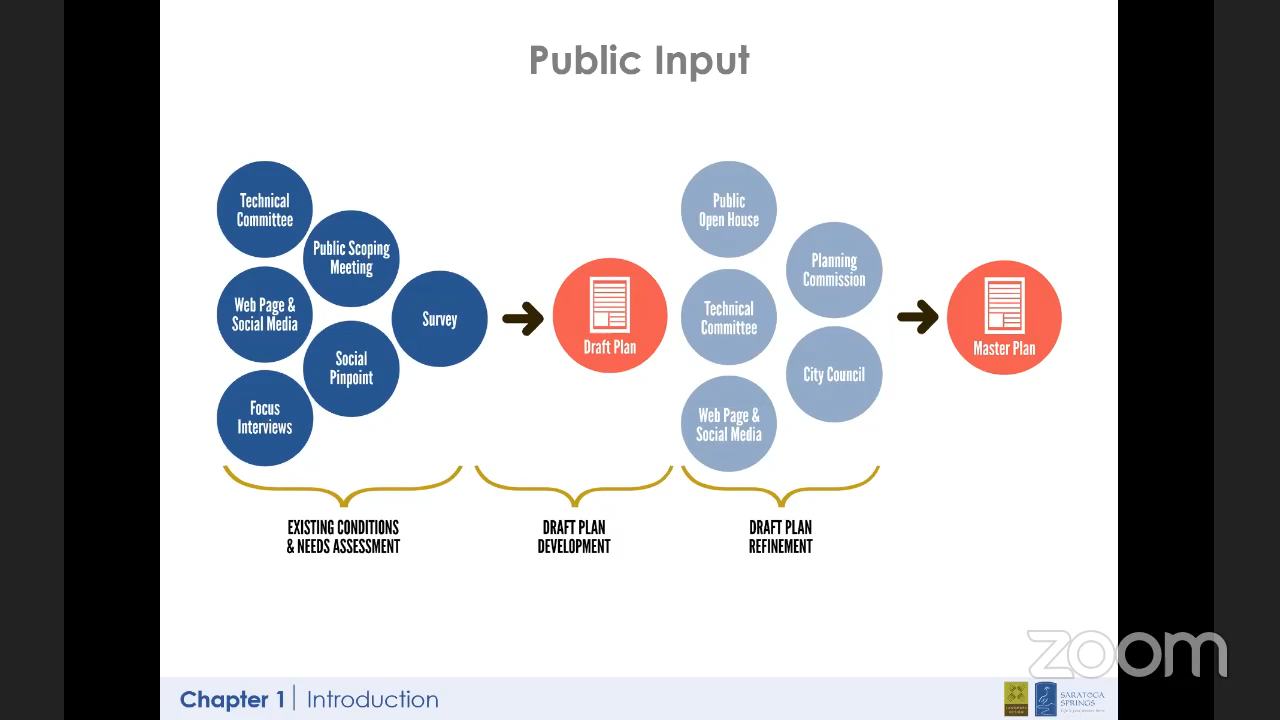 Public Input
Technical
Committee
Public Scoping
Meeting
Web Page &
Social Media
Survey
Social
Pinpoint
Focus
Interviews
Draft Plan
Public
Open House
Planning
Commission
Technical
Committee
City Council
Web Page &
Social Media
Master Plan
EXISTING CONDITIONS
& NEEDS ASSESSMENT
DRAFT PLAN
DEVELOPMENT
DRAFT PLAN
REFINEMENT
zoom
Chapter 1 | Introduction
SARATOGA
SPRINGS